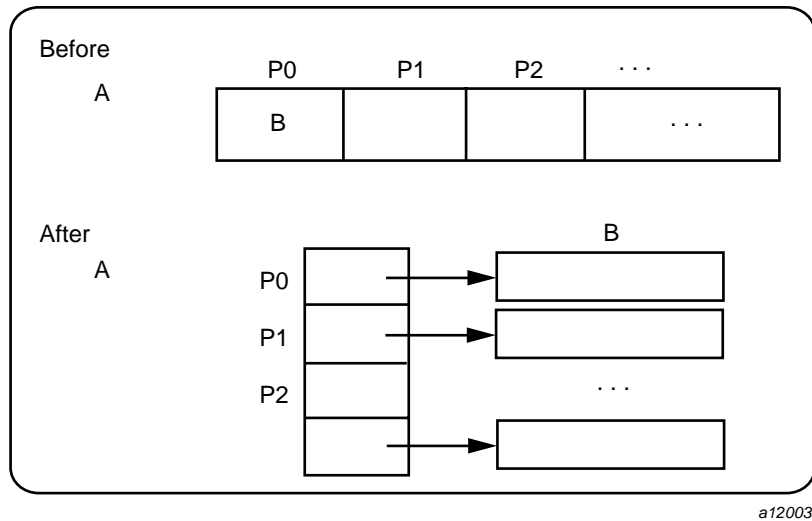 Before
P0 P1 P2 . . .
A
B . . .
After
B
A
P0
P1
P2 . . .
a12003